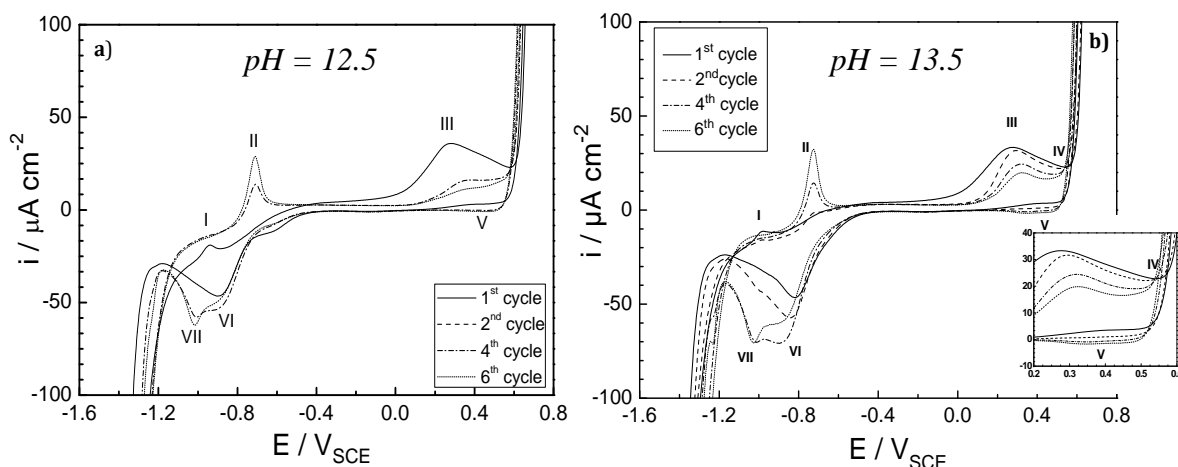 a)
pH = 12.5
100
50
0
-50
-100
i / µA cm-2
I
II
III
V
VI
VII
1st cycle
2nd cycle
4th cycle
6th cycle
-1.6 -1.2 -0.8 -0.4 0.0 0.4 0.8
E / VSCE
b)
pH = 13.5
1st cycle
2nd cycle
4th cycle
6th cycle
100
50
0
-50
-100
i / µA cm-2
I
II
III
IV
V
VI
VII
-1.6 -1.2 -0.8 -0.4 0.0 0.4 0.8
E / VSCE
40
30
20
10
0
-10
IV
V
0.2 0.3 0.4 0.5 0.6